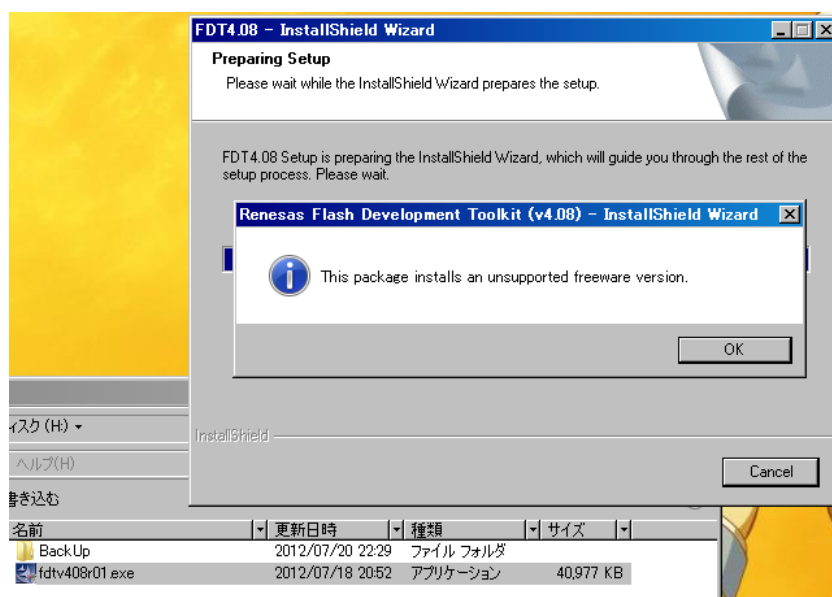 FDT4.08 - InstallShield Wizard
Preparing Setup
Please wait while the InstallShield Wizard prepares the setup.
FDT4.08 Setup is preparing the InstallShield Wizard, which will guide you through the rest of the
setup process. Please wait.
Renesas Flash Development Toolkit (v4.08) - InstallShield Wizard
This package installs an unsupported freeware version.
OK
InstallShield
Cancel
ィスク (H:)
ヘルプ(H)
書き込む
名前 更新日時 種類 サイズ
BackUp 2012/07/20 22:29 ファイル フォルダ
fdtv408r01.exe 2012/07/18 20:52 アプリケーション 40,977 KB